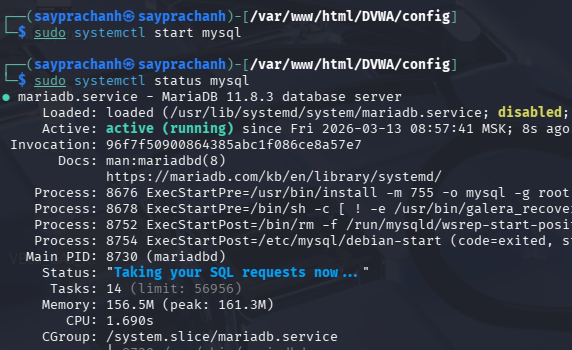 ┌──(sayprachanh㉿sayprachanh)-[/var/www/html/DVWA/config]
└─$ sudo systemctl start mysql
┌──(sayprachanh㉿sayprachanh)-[/var/www/html/DVWA/config]
└─$ sudo systemctl status mysql
● mariadb.service - MariaDB 11.8.3 database server
Loaded: loaded (/usr/lib/systemd/system/mariadb.service; disabled;
Active: active (running) since Fri 2026-03-13 08:57:41 MSK; 8s ago
Invocation: 96f7f50900864385abc1f086ce8a57e7
Docs: man:mariadbd(8)
https://mariadb.com/kb/en/library/systemd/
Process: 8676 ExecStartPre=/usr/bin/install -m 755 -o mysql -g root
Process: 8678 ExecStartPre=/bin/sh -c [ ! -e /usr/bin/galera_recove
Process: 8752 ExecStartPost=/bin/rm -f /run/mysqld/wsrep-start-posi
Process: 8754 ExecStartPost=/etc/mysql/debian-start (code=exited, s
Main PID: 8730 (mariadbd)
Status: "Taking your SQL requests now..."
Tasks: 14 (limit: 56956)
Memory: 156.5M (peak: 161.3M)
CPU: 1.690s
CGroup: /system.slice/mariadb.service